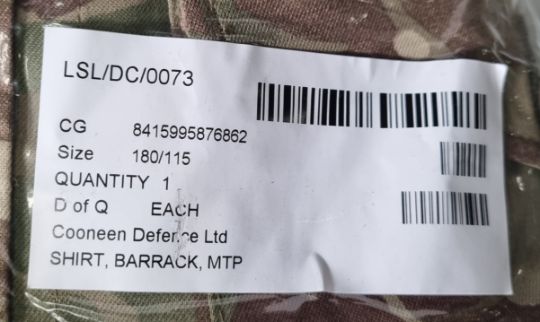 LSL/DC/0073
CG 8415995876862
Size 180/115
QUANTITY 1
D of Q EACH
Cooneen Defence Ltd
SHIRT, BARRACK, MTP